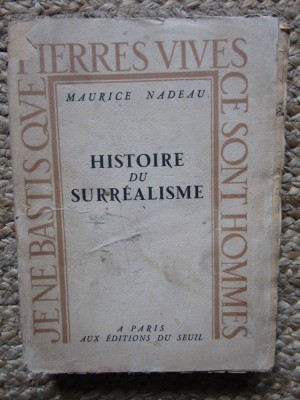 JE NE BASTIS QVE
PIERRES VIVES
CE SONT HOMMES
MAURICE NADEAU
HISTOIRE
DU
SURRÉALISME
A PARIS
AUX ÉDITIONS DU SEUIL